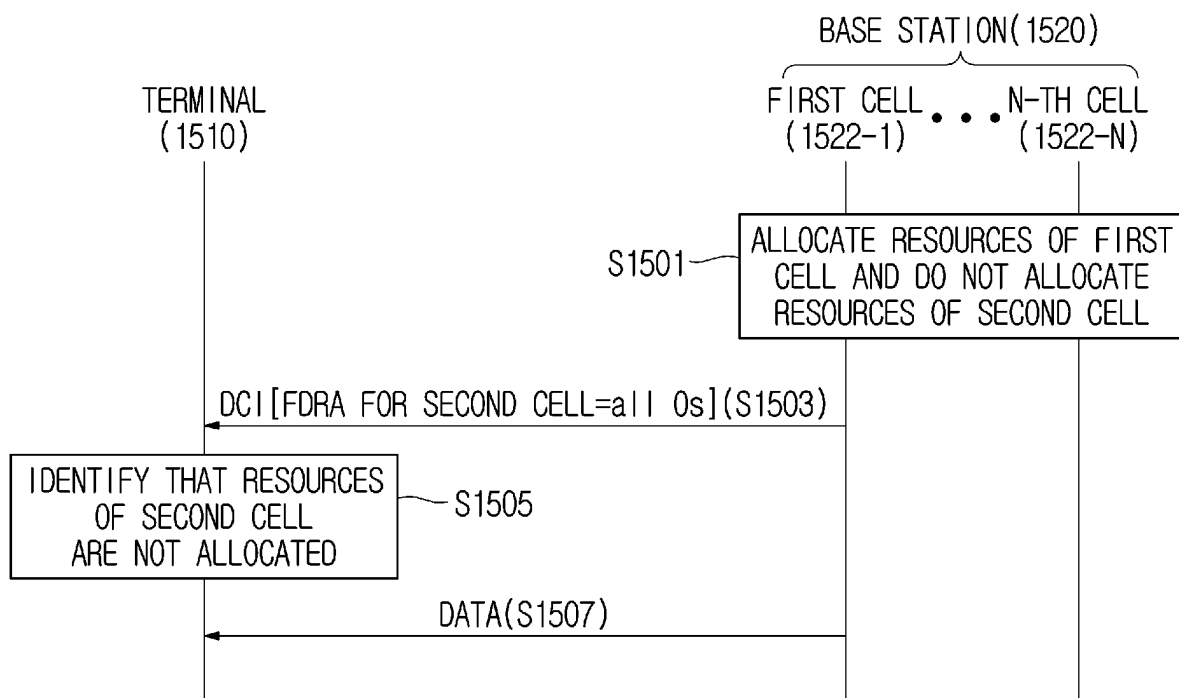 BASE STATION(1520)
TERMINAL
(1510)
FIRST CELL
(1522-1)
• • •
N-TH CELL
(1522-N)
S1501
ALLOCATE RESOURCES OF FIRST
CELL AND DO NOT ALLOCATE
RESOURCES OF SECOND CELL
DCI[FDRA FOR SECOND CELL=all 0s](S1503)
IDENTIFY THAT RESOURCES
OF SECOND CELL
ARE NOT ALLOCATED
S1505
DATA(S1507)